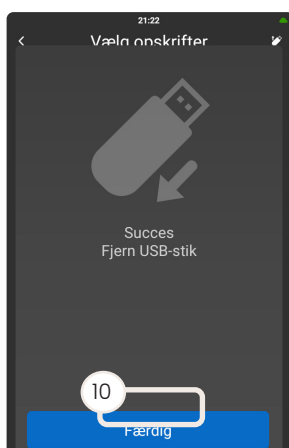 21:22
Vælg opskrifter
Succes
Fjern USB-stik
10
Færdig